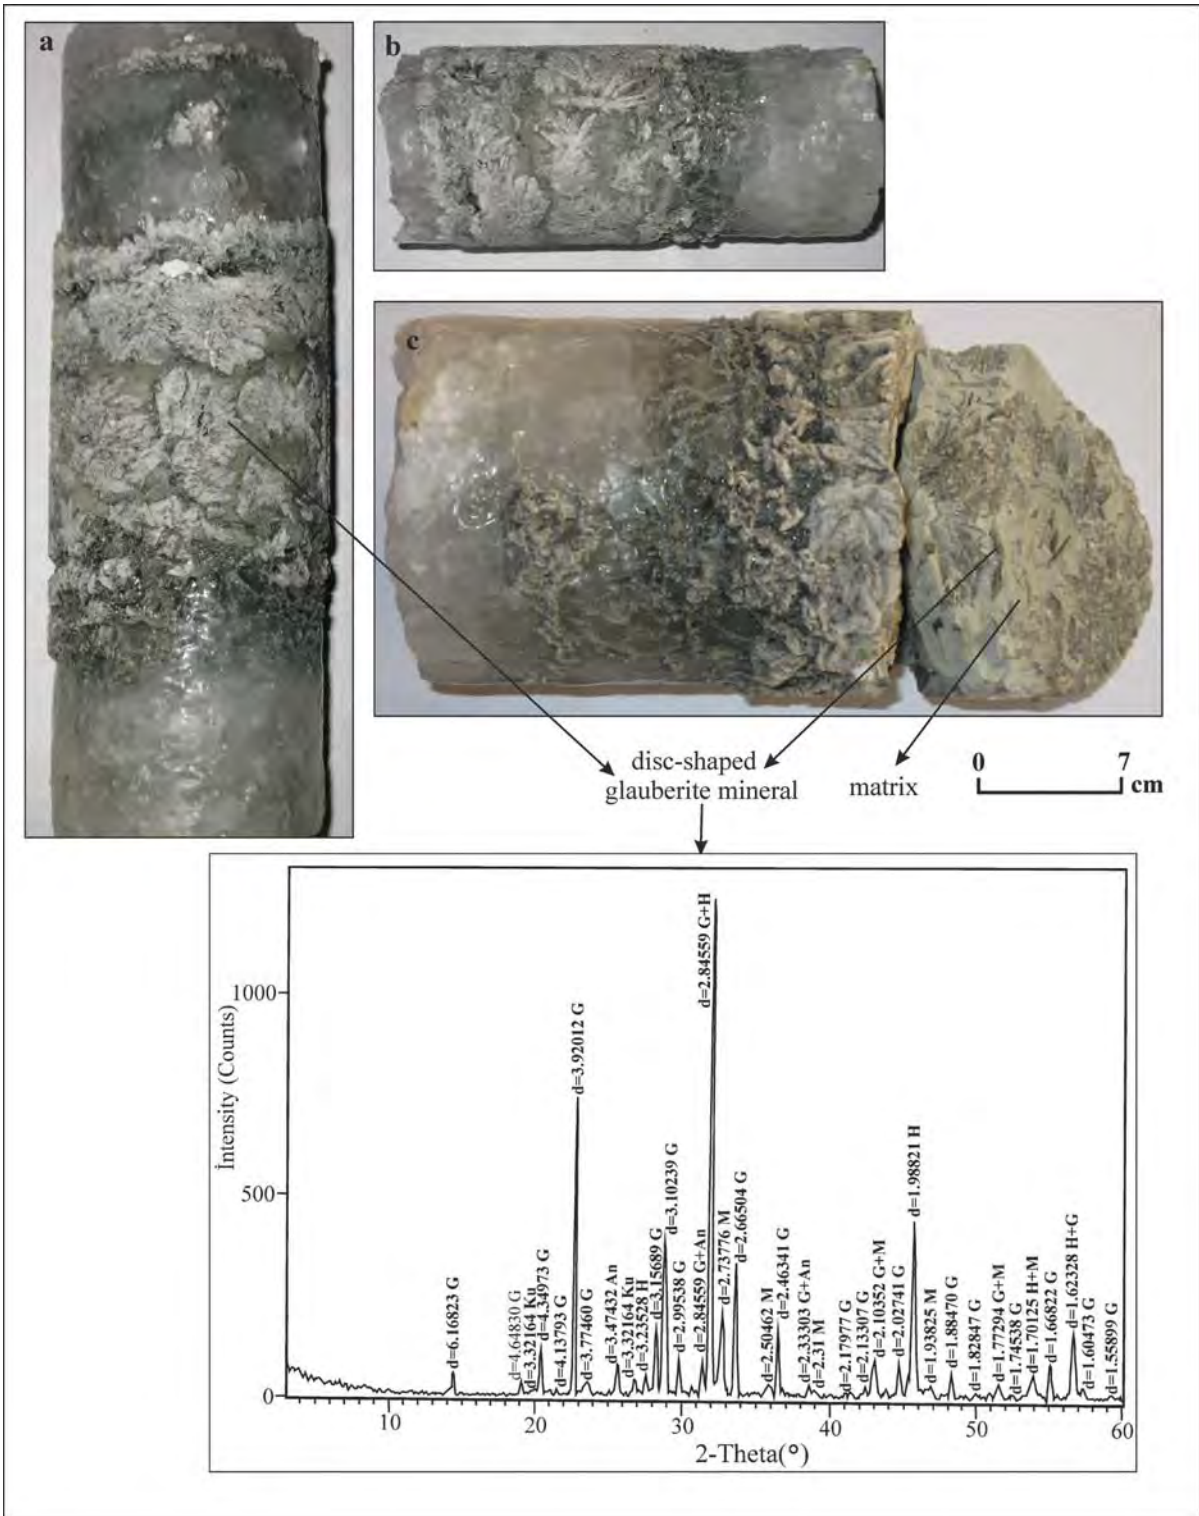 a
b
c
disc-shaped
glauberite mineral
matrix
0 7
cm
İntensity (Counts)
1000
500
0
d=6.16823 G
d=4.64830 G
d=3.32164 Ku
d=4.34973 G
d=4.13793 G
d=3.92012 G
d=3.77460 G
d=3.47432 An
d=3.32164 Ku
d=3.23528 H
d=3.15689 G
d=3.10239 G
d=2.99538 G
d=2.84559 G+An
d=2.84559 G+H
d=2.73776 M
d=2.66504 G
d=2.50462 M
d=2.46341 G
d=2.33303 G+An
d=2.31 M
d=2.17977 G
d=2.13307 G
d=2.10352 G+M
d=2.02741 G
d=1.98821 H
d=1.93825 M
d=1.88470 G
d=1.82847 G
d=1.77294 G+M
d=1.74538 G
d=1.70125 H+M
d=1.66822 G
d=1.62328 H+G
d=1.60473 G
d=1.55899 G
10 20 30 40 50 60
2-Theta(°)